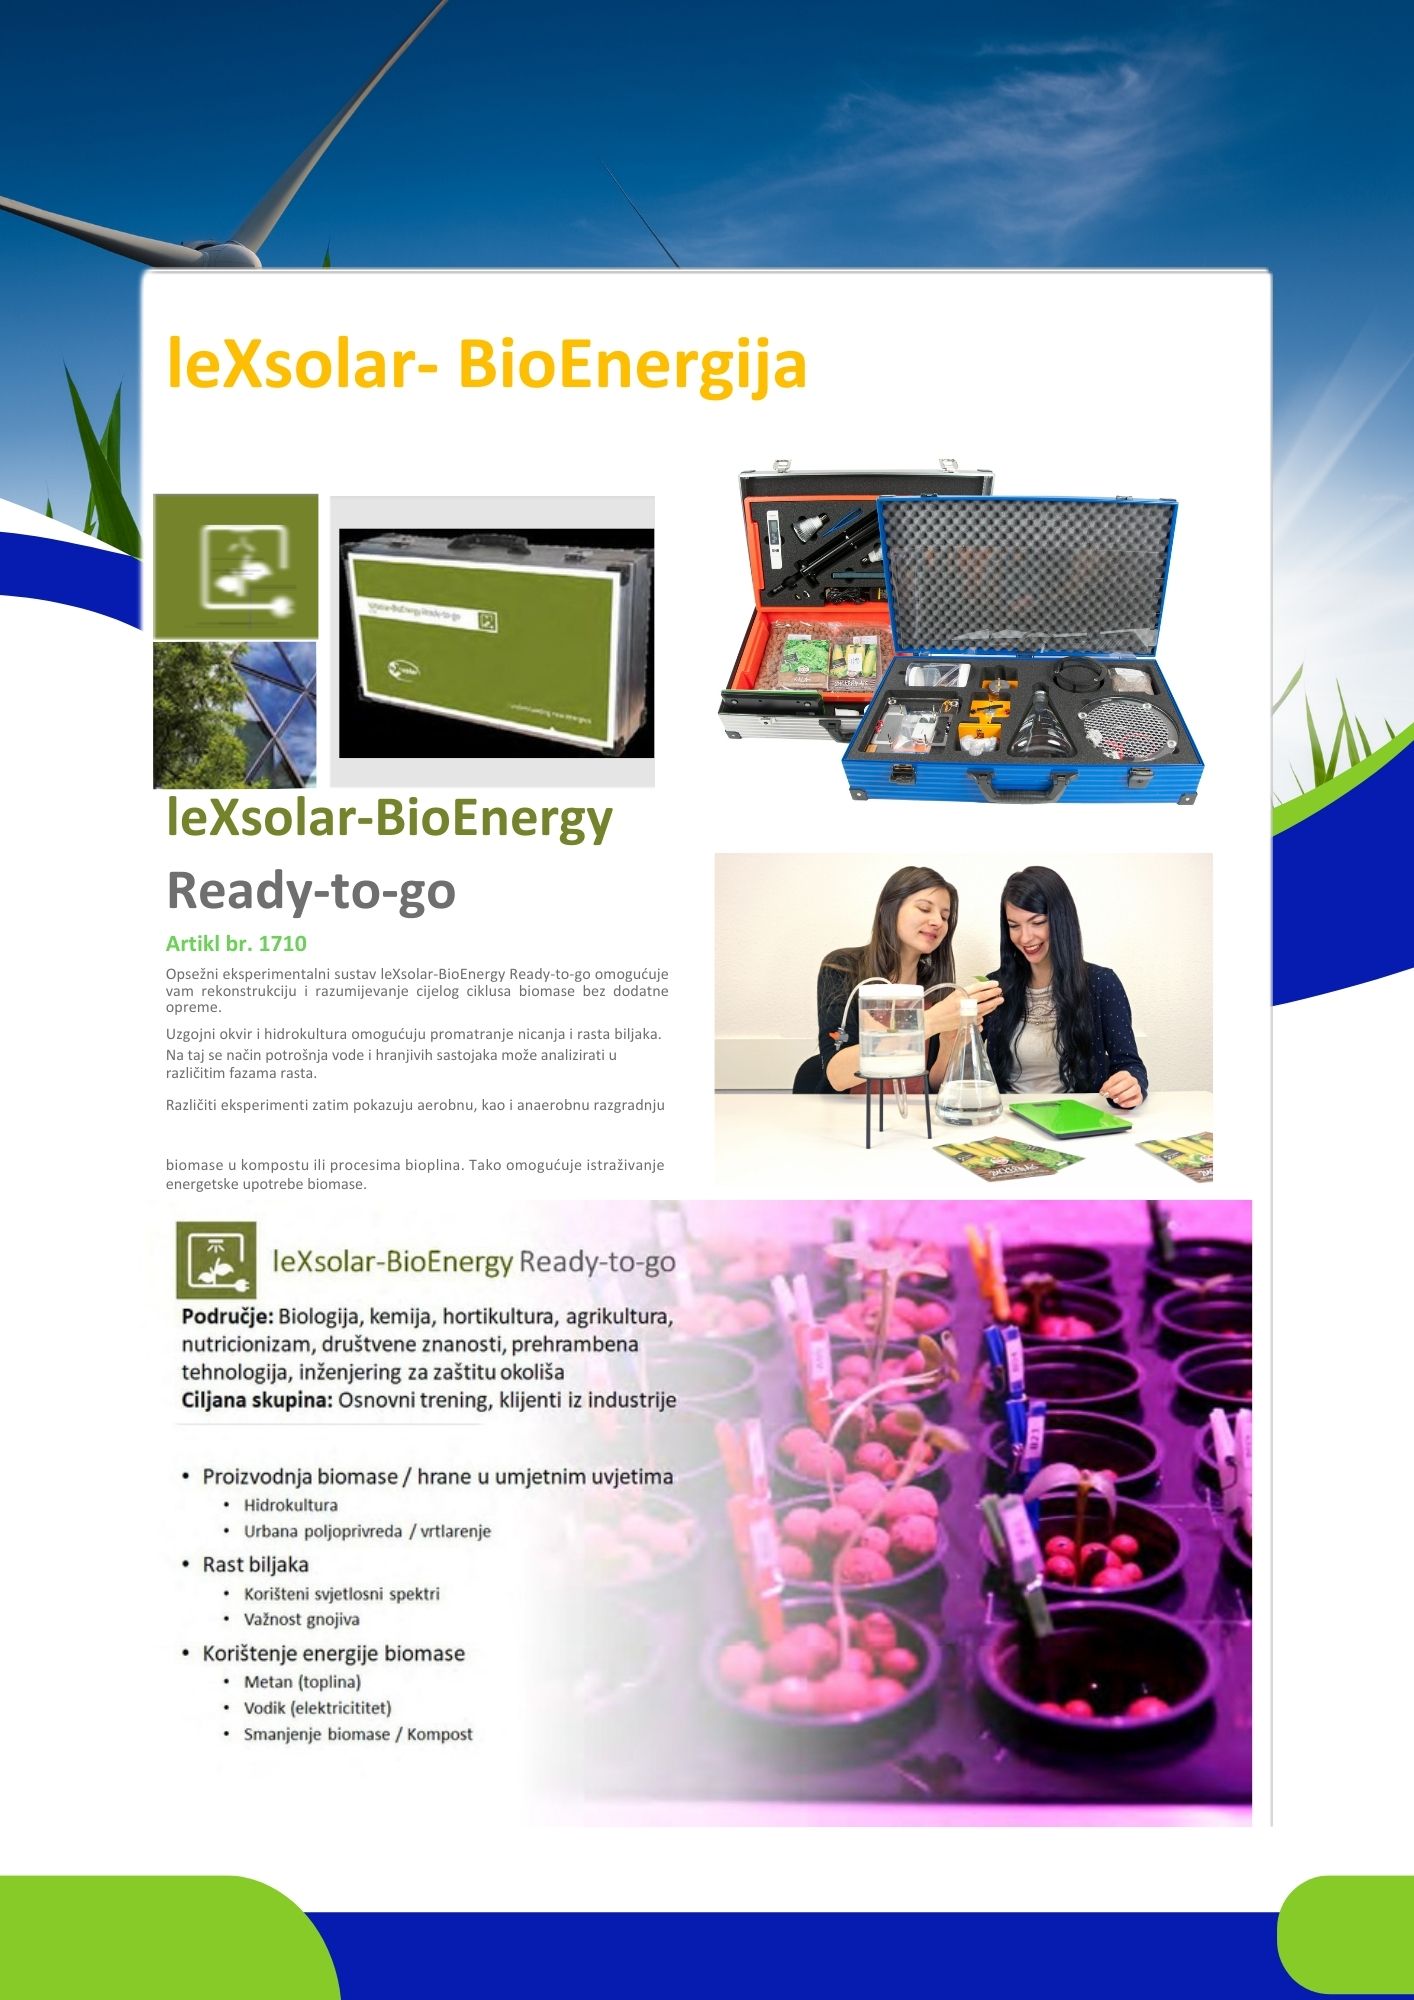 leXsolar- BioEnergija
leXsolar-BioEnergy Ready-to-go
understanding new energies
leXsolar-BioEnergy
Ready-to-go
Artikl br. 1710
Opsežni eksperimentalni sustav leXsolar-BioEnergy Ready-to-go omogućuje
vam rekonstrukciju i razumijevanje cijelog ciklusa biomase bez dodatne
opreme.
Uzgojni okvir i hidrokultura omogućuju promatranje nicanja i rasta biljaka.
Na taj se način potrošnja vode i hranjivih sastojaka može analizirati u
različitim fazama rasta.
Različiti eksperimenti zatim pokazuju aerobnu, kao i anaerobnu razgradnju
biomase u kompostu ili procesima bioplina. Tako omogućuje istraživanje
energetske upotrebe biomase.
leXsolar-BioEnergy Ready-to-go
Područje: Biologija, kemija, hortikultura, agrikultura,
nutricionizam, društvene znanosti, prehrambena
tehnologija, inženjering za zaštitu okoliša
Ciljana skupina: Osnovni trening, klijenti iz industrije
• Proizvodnja biomase / hrane u umjetnim uvjetima
• Hidrokultura
• Urbana poljoprivreda / vrtlarenje
• Rast biljaka
• Korišteni svjetlosni spektri
• Važnost gnojiva
• Korištenje energije biomase
• Metan (toplina)
• Vodik (elektricititet)
• Smanjenje biomase / Kompost